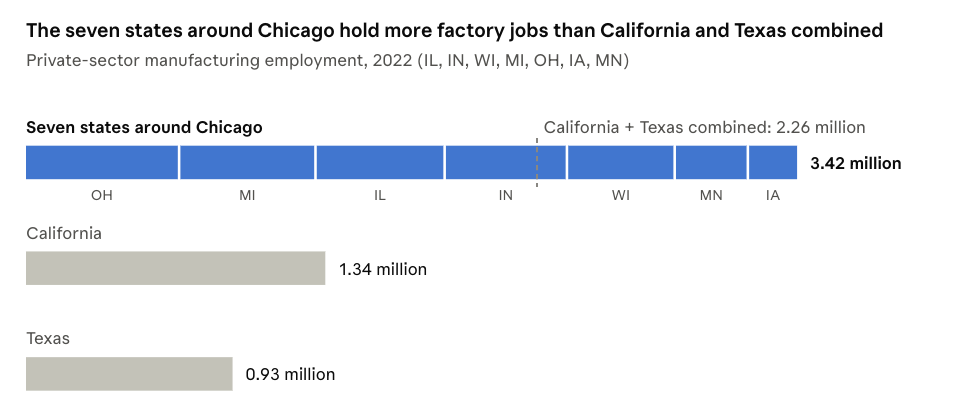 The seven states around Chicago hold more factory jobs than California and Texas combined
Private-sector manufacturing employment, 2022 (IL, IN, WI, MI, OH, IA, MN)
Seven states around Chicago
California + Texas combined: 2.26 million
3.42 million
OH MI IL IN WI MN IA
California
1.34 million
Texas
0.93 million